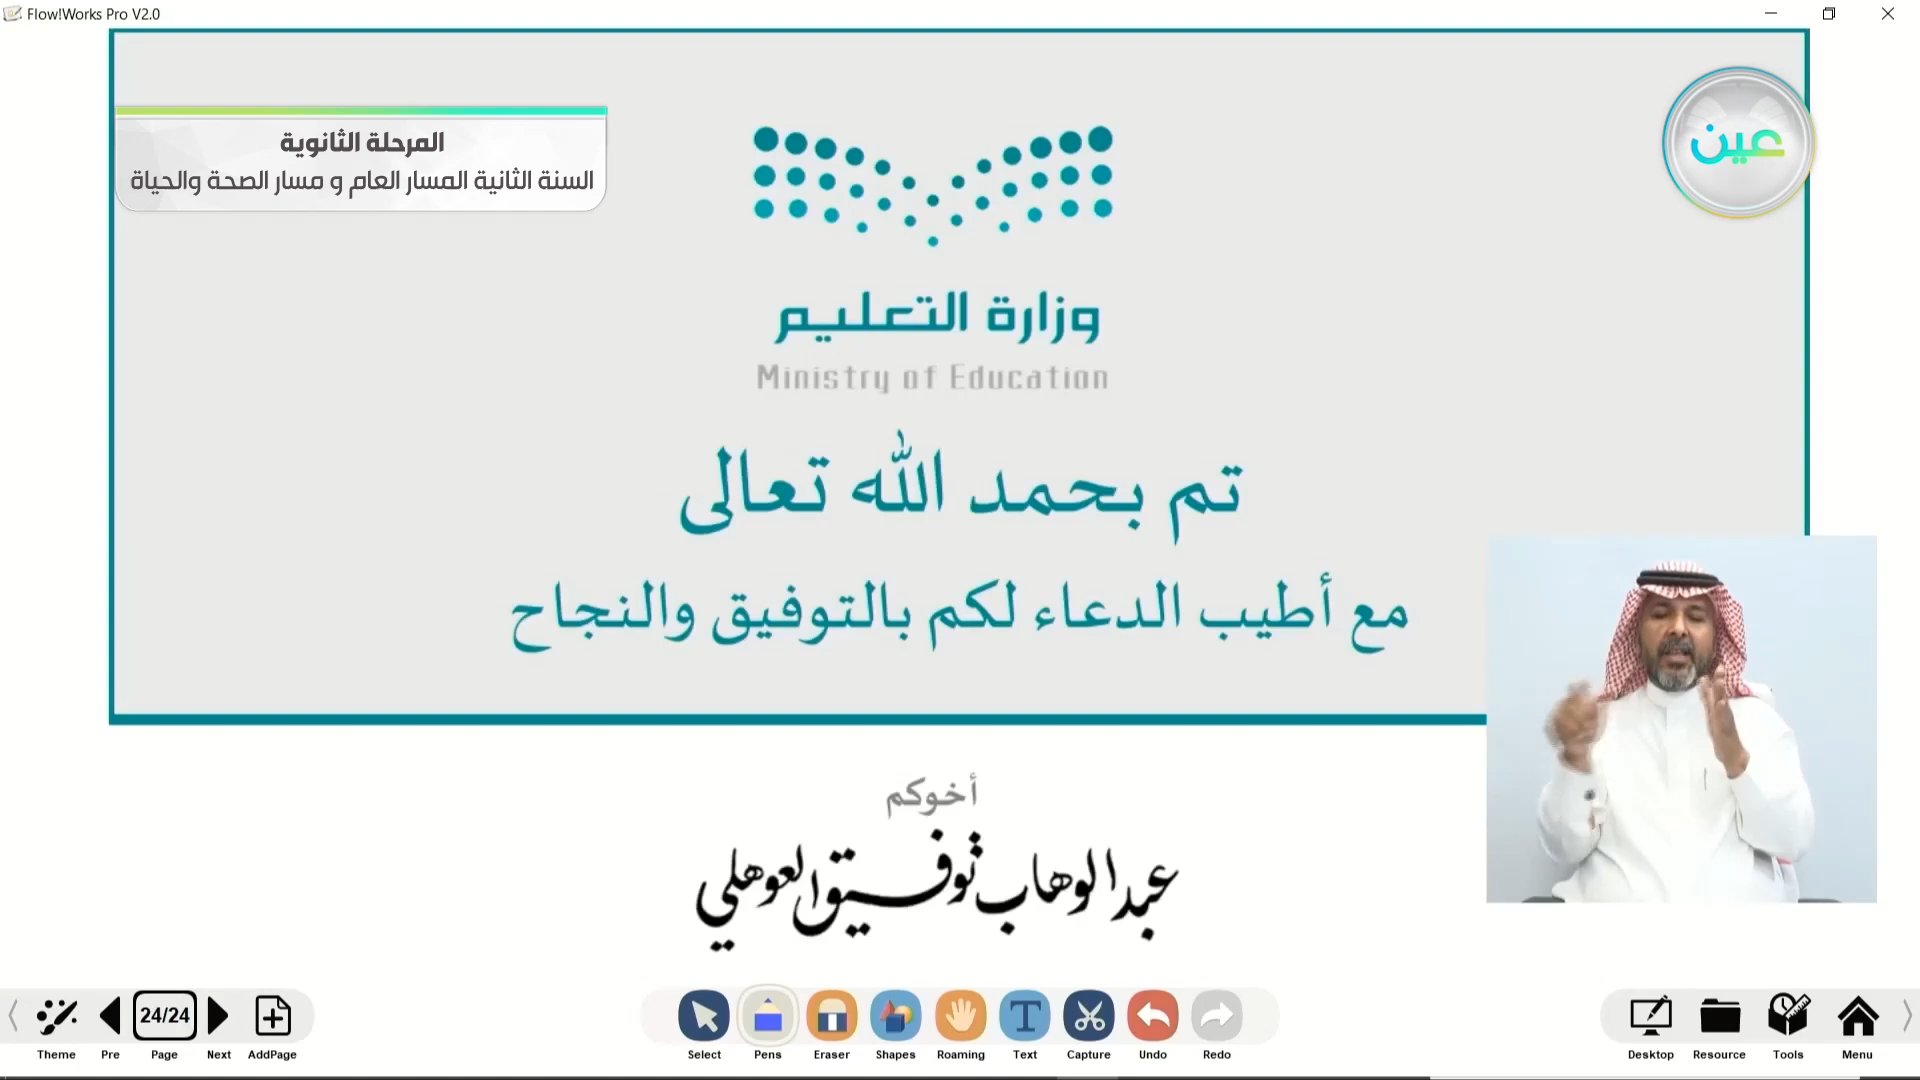 Flow!Works Pro V2.0
المرحلة الثانوية
السنة الثانية المسار العام و مسار الصحة والحياة
عين
وزارة التعليم
Ministry of Education
تم بحمد الله تعالى
مع أطيب الدعاء لكم بالتوفيق والنجاح
أخوكم
عبدالوهاب توفيق العوهلي
24/24
Theme
Pre
Page
Next
AddPage
Select
Pens
Eraser
Shapes
Roaming
Text
Capture
Undo
Redo
Desktop
Resource
Tools
Menu